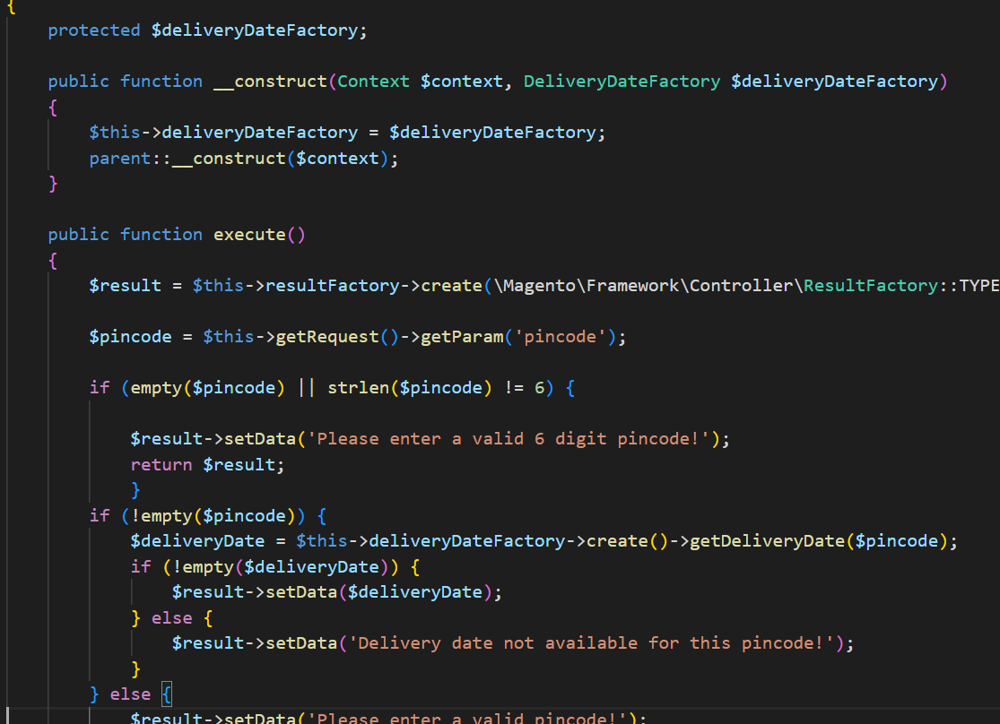 {
    protected $deliveryDateFactory;

    public function __construct(Context $context, DeliveryDateFactory $deliveryDateFactory)
    {
        $this->deliveryDateFactory = $deliveryDateFactory;
        parent::__construct($context);
    }

    public function execute()
    {
        $result = $this->resultFactory->create(\Magento\Framework\Controller\ResultFactory::TYPE

        $pincode = $this->getRequest()->getParam('pincode');

        if (empty($pincode) || strlen($pincode) != 6) {

            $result->setData('Please enter a valid 6 digit pincode!');
            return $result;
            }
        if (!empty($pincode)) {
            $deliveryDate = $this->deliveryDateFactory->create()->getDeliveryDate($pincode);
            if (!empty($deliveryDate)) {
                $result->setData($deliveryDate);
            } else {
                $result->setData('Delivery date not available for this pincode!');
            }
        } else {
            $result->setData('Please enter a valid pincode!');